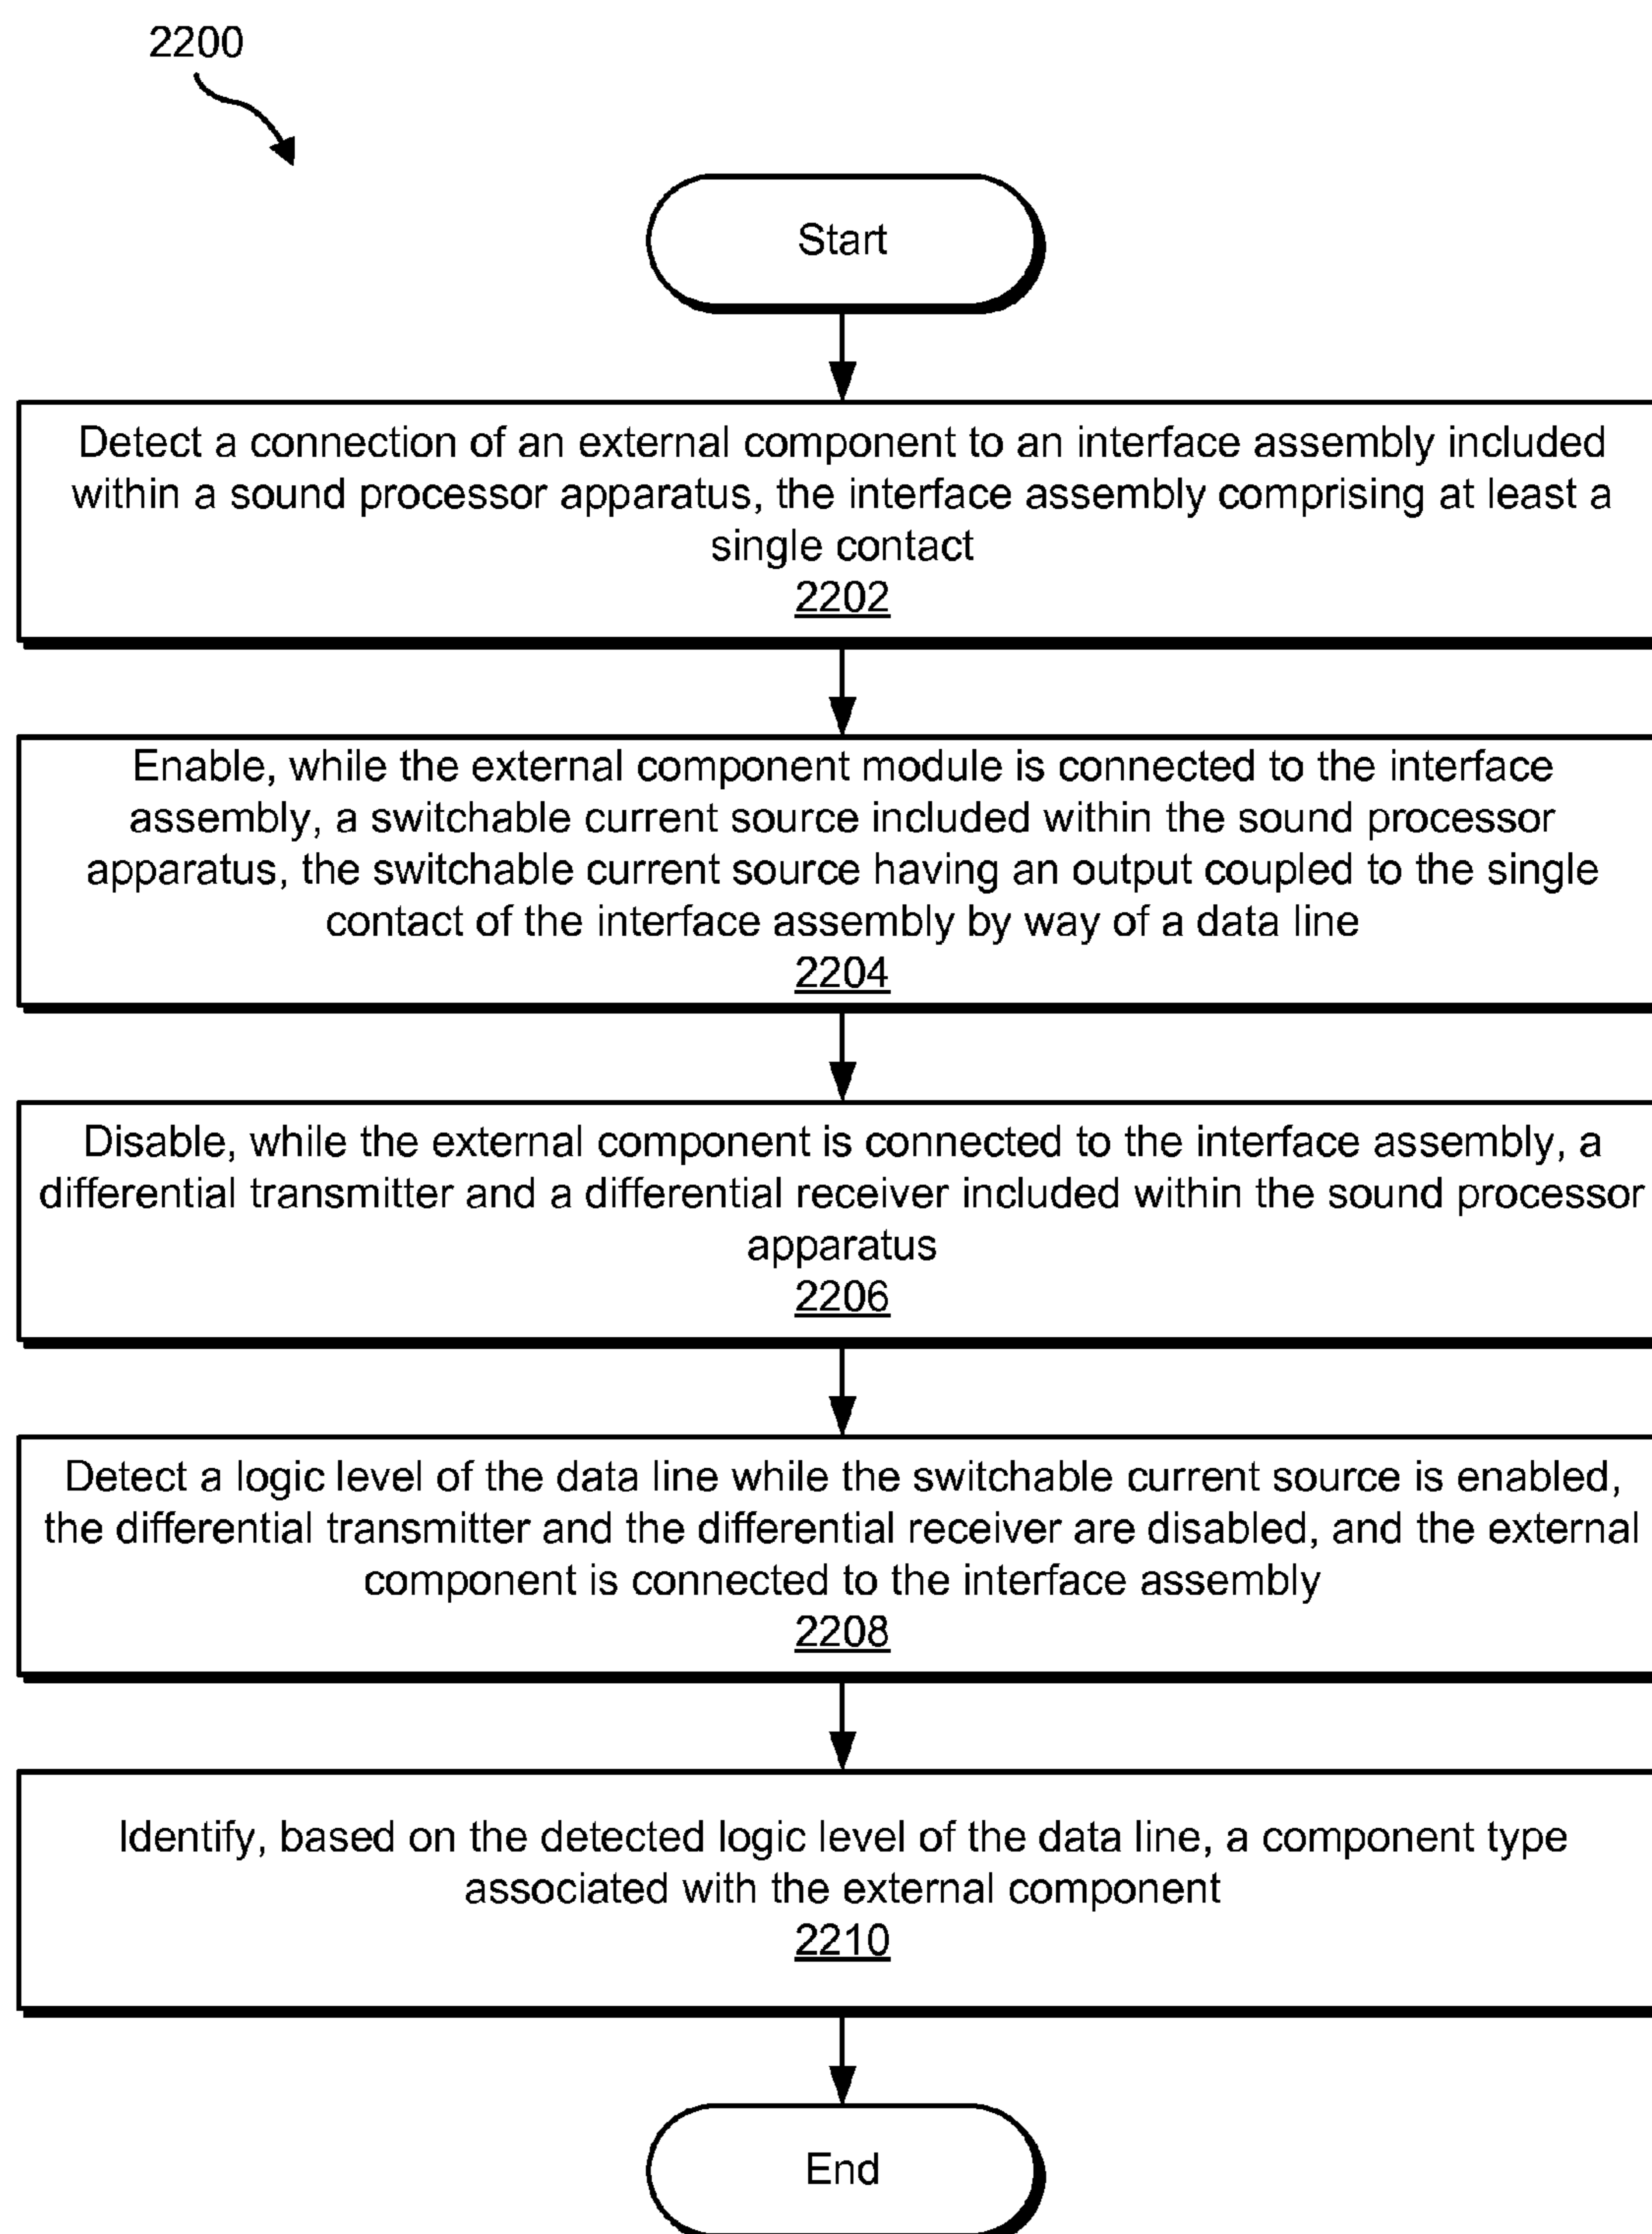 2200
Start
Detect a connection of an external component to an interface assembly included
within a sound processor apparatus, the interface assembly comprising at least a
single contact
2202
Enable, while the external component module is connected to the interface
assembly, a switchable current source included within the sound processor
apparatus, the switchable current source having an output coupled to the single
contact of the interface assembly by way of a data line
2204
Disable, while the external component is connected to the interface assembly, a
differential transmitter and a differential receiver included within the sound processor
apparatus
2206
Detect a logic level of the data line while the switchable current source is enabled,
the differential transmitter and the differential receiver are disabled, and the external
component is connected to the interface assembly
2208
Identify, based on the detected logic level of the data line, a component type
associated with the external component
2210
End